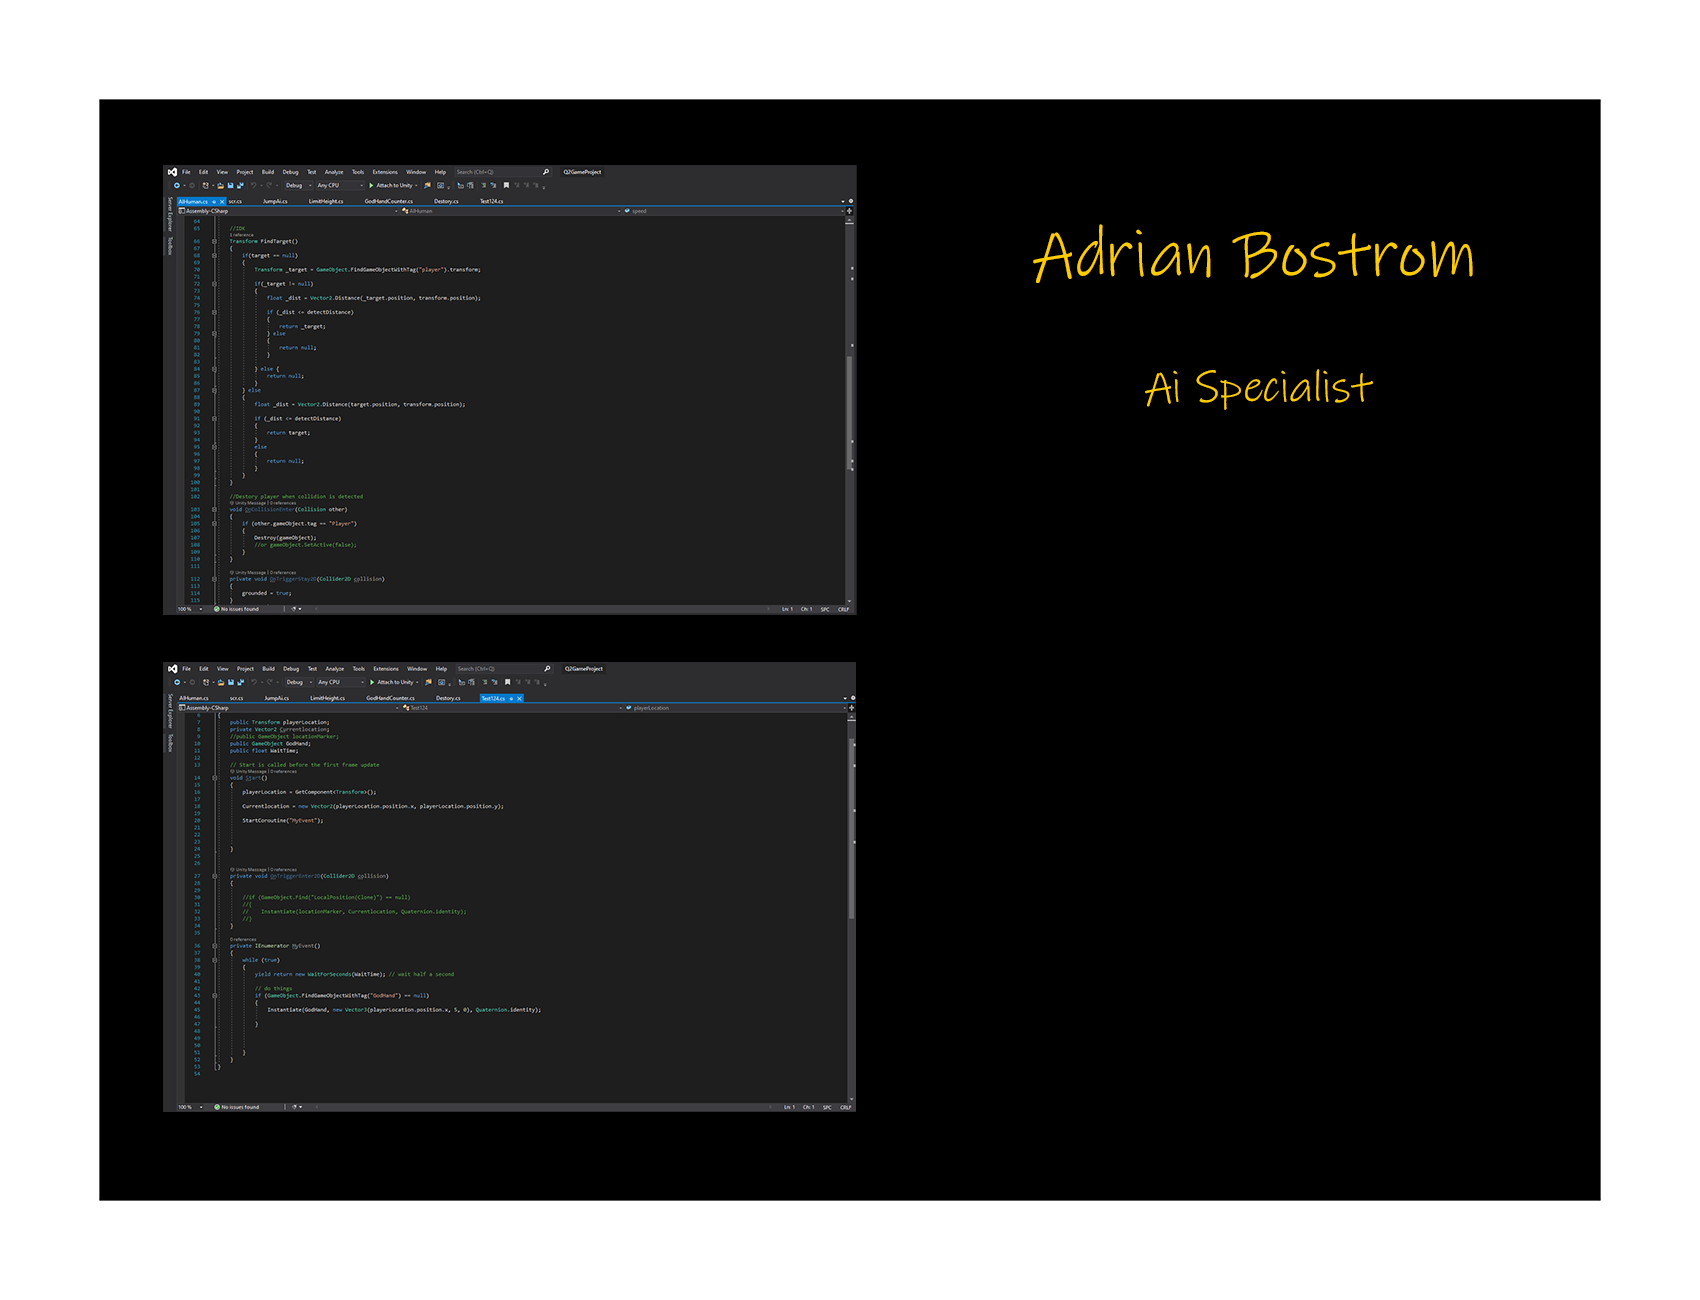 File Edit View Project Build Debug Test Analyze Tools Extensions Window Help Search (Ctrl+Q) Q2GameProject
Debug Any CPU Attach to Unity
AIHuman.cs scr.cs JumpAi.cs LimitHeight.cs GodHandCounter.cs Destory.cs Test124.cs
Assembly-CSharp AIHuman speed
Server Explorer
Toolbox
64
65 //IDK
1 reference
66 Transform FindTarget()
67 {
68 if(target == null)
69 {
70 Transform _target = GameObject.FindGameObjectWithTag("player").transform;
71
72 if(_target != null)
73 {
74 float _dist = Vector2.Distance(_target.position, transform.position);
75
76 if (_dist <= detectDistance)
77 {
78 return _target;
79 } else
80 {
81 return null;
82 }
83
84 } else {
85 return null;
86 }
87 } else
88 {
89 float _dist = Vector2.Distance(target.position, transform.position);
90
91 if (_dist <= detectDistance)
92 {
93 return target;
94 }
95 else
96 {
97 return null;
98 }
99 }
100 }
101
102 //Destory player when collidion is detected
Unity Message | 0 references
103 void OnCollisionEnter(Collision other)
104 {
105 if (other.gameObject.tag == "Player")
106 {
107 Destroy(gameObject);
108 //or gameObject.SetActive(false);
109 }
110 }
111
Unity Message | 0 references
112 private void OnTriggerStay2D(Collider2D collision)
113 {
114 grounded = true;
115 }
100 % No issues found Ln: 1 Ch: 1 SPC CRLF
Adrian Bostrom
Ai Specialist
File Edit View Project Build Debug Test Analyze Tools Extensions Window Help Search (Ctrl+Q) Q2GameProject
Debug Any CPU Attach to Unity
AIHuman.cs scr.cs JumpAi.cs LimitHeight.cs GodHandCounter.cs Destory.cs Test124.cs
Assembly-CSharp Test124 playerLocation
Server Explorer
Toolbox
6 {
7 public Transform playerLocation;
8 private Vector2 Currentlocation;
9 //public GameObject locationMarker;
10 public GameObject GodHand;
11 public float WaitTime;
12
13 // Start is called before the first frame update
Unity Message | 0 references
14 void Start()
15 {
16 playerLocation = GetComponent<Transform>();
17
18 Currentlocation = new Vector2(playerLocation.position.x, playerLocation.position.y);
19
20 StartCoroutine("MyEvent");
21
22
23
24 }
25
26
Unity Message | 0 references
27 private void OnTriggerEnter2D(Collider2D collision)
28 {
29
30 //if (GameObject.Find("LocalPosition(Clone)") == null)
31 //{
32 // Instantiate(locationMarker, Currentlocation, Quaternion.identity);
33 //}
34 }
35
0 references
36 private IEnumerator MyEvent()
37 {
38 while (true)
39 {
40 yield return new WaitForSeconds(WaitTime); // wait half a second
41
42 // do things
43 if (GameObject.FindGameObjectWithTag("GodHand") == null)
44 {
45 Instantiate(GodHand, new Vector3(playerLocation.position.x, 5, 0), Quaternion.identity);
46
47 }
48
49
50
51 }
52 }
53 }
54
100 % No issues found Ln: 1 Ch: 1 SPC CRLF